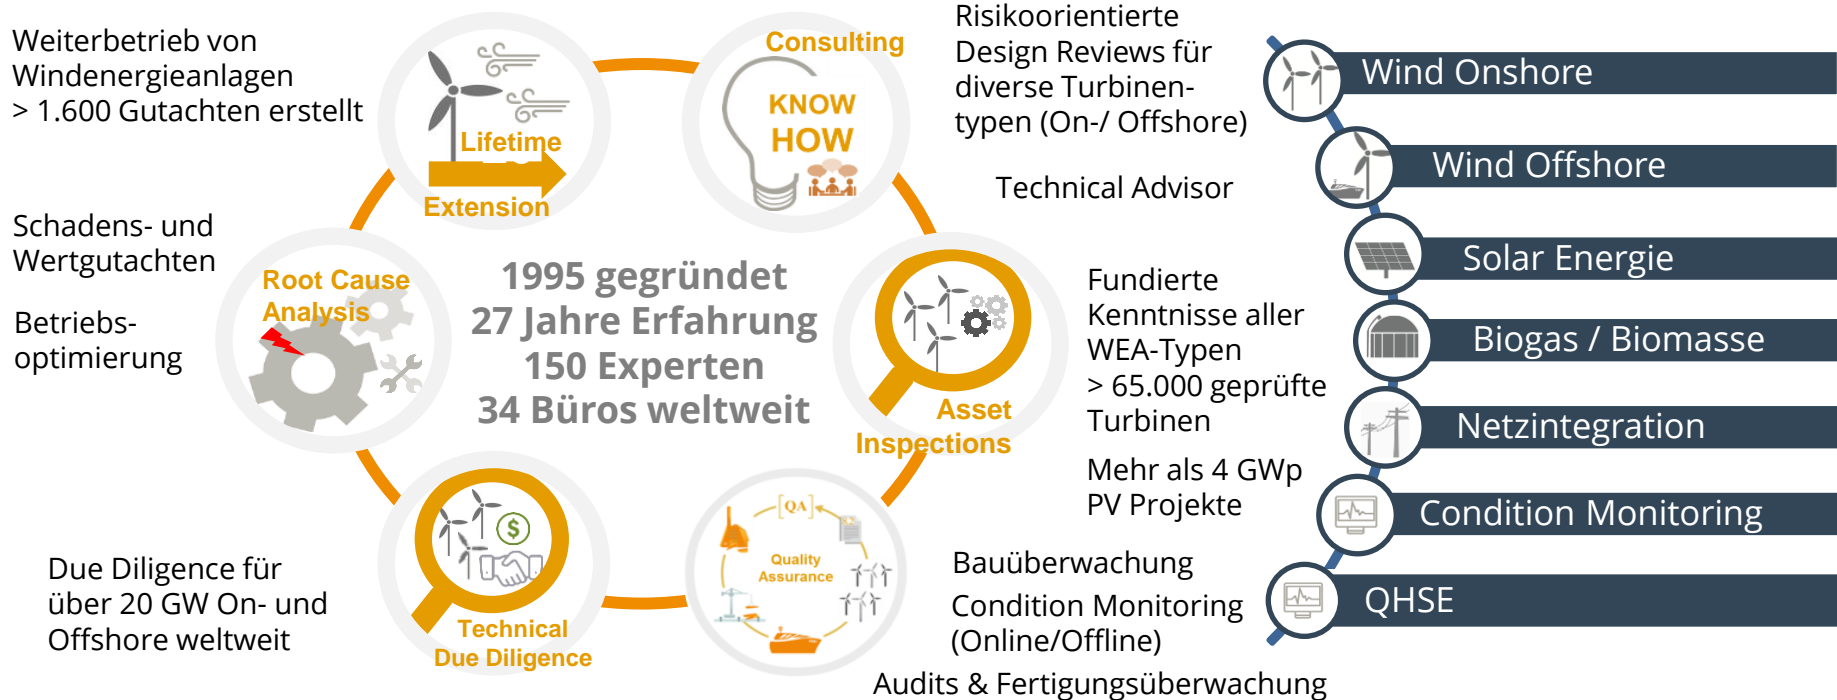 Weiterbetrieb von
Windenergieanlagen
> 1.600 Gutachten erstellt
Lifetime
Extension
Consulting
KNOW
HOW
Risikoorientierte
Design Reviews für
diverse Turbinen-
typen (On-/ Offshore)
Technical Advisor
Schadens- und
Wertgutachten
Betriebs-
optimierung
Root Cause
Analysis
1995 gegründet
27 Jahre Erfahrung
150 Experten
34 Büros weltweit
Asset
Inspections
Fundierte
Kenntnisse aller
WEA-Typen
> 65.000 geprüfte
Turbinen
Mehr als 4 GWp
PV Projekte
Due Diligence für
über 20 GW On- und
Offshore weltweit
$
Technical
Due Diligence
[QA]
Quality
Assurance
Bauüberwachung
Condition Monitoring
(Online/Offline)
Audits & Fertigungsüberwachung
Wind Onshore
Wind Offshore
Solar Energie
Biogas / Biomasse
Netzintegration
Condition Monitoring
QHSE